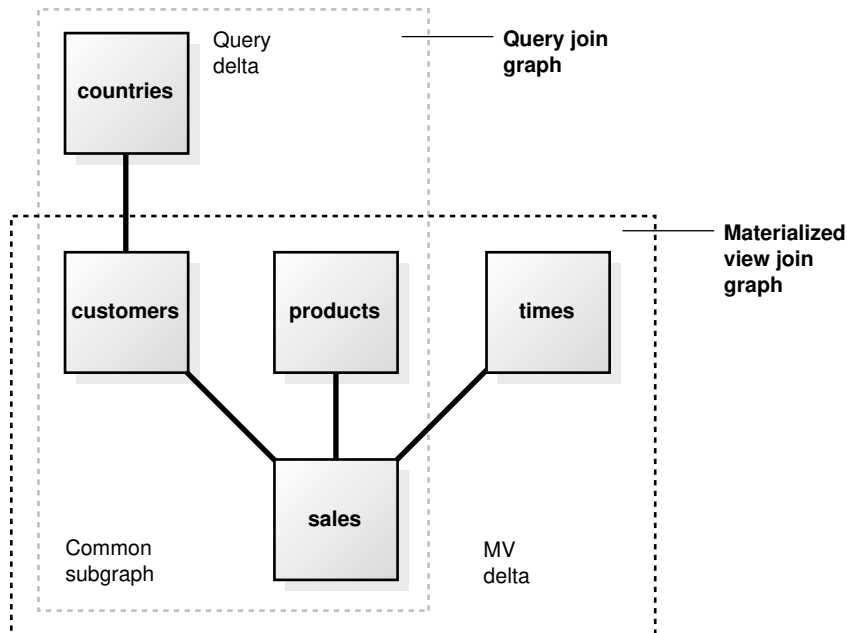 Query
delta
Query join
graph
countries
Materialized
view join
graph
customers
products
times
sales
Common
subgraph
MV
delta